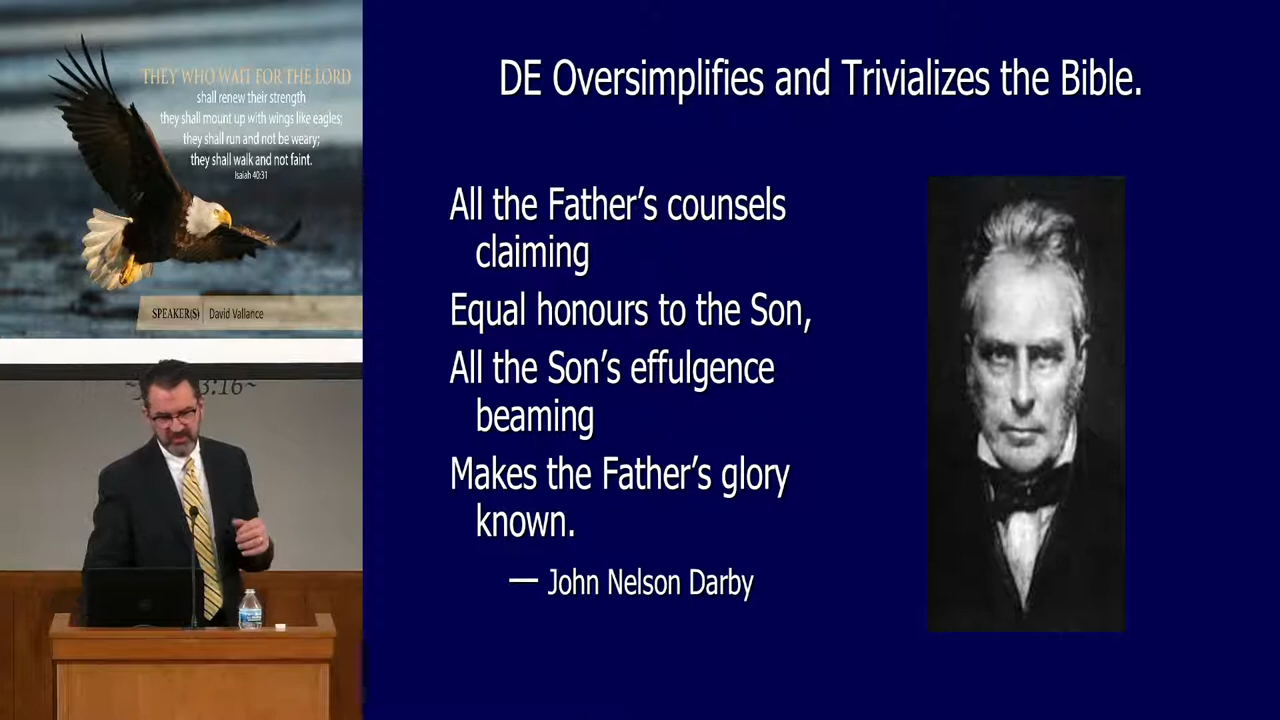 THEY WHO WAIT FOR THE LORD
shall renew their strength
they shall mount up with wings like eagles;
they shall run and not be weary;
they shall walk and not faint.
Isaiah 40:31
SPEAKER(S) David Vallance
3:16~
DE Oversimplifies and Trivializes the Bible.
All the Father’s counsels
claiming
Equal honours to the Son,
All the Son’s effulgence
beaming
Makes the Father’s glory
known.
— John Nelson Darby